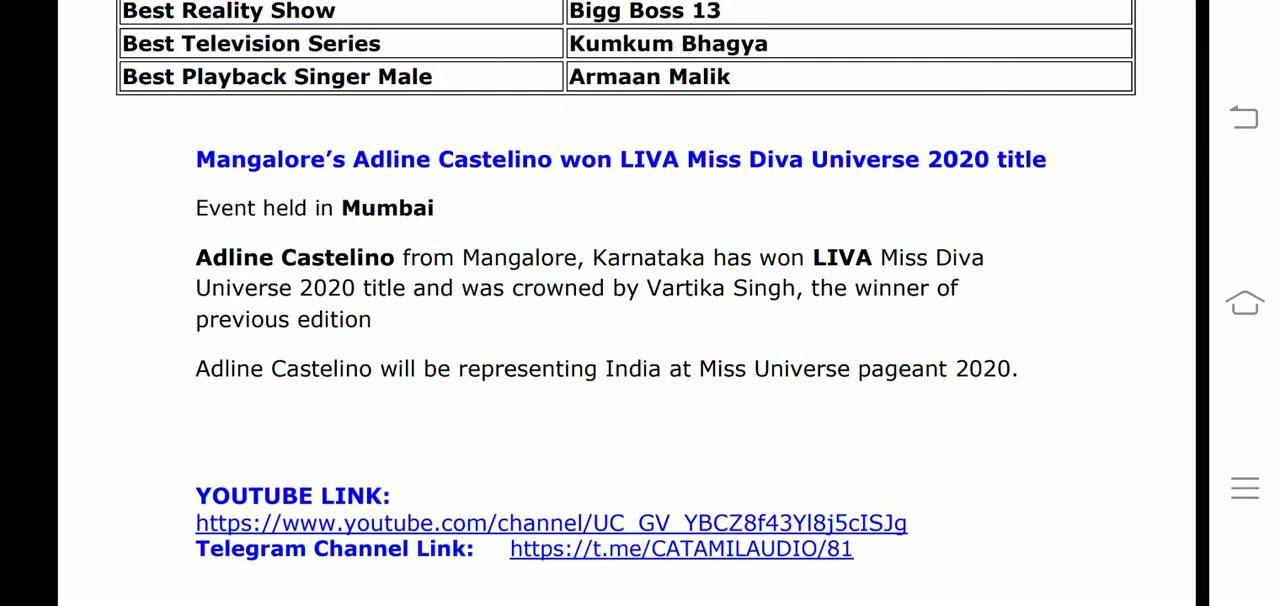 Best Reality Show Bigg Boss 13
Best Television Series Kumkum Bhagya
Best Playback Singer Male Armaan Malik
Mangalore’s Adline Castelino won LIVA Miss Diva Universe 2020 title
Event held in Mumbai
Adline Castelino from Mangalore, Karnataka has won LIVA Miss Diva
Universe 2020 title and was crowned by Vartika Singh, the winner of
previous edition
Adline Castelino will be representing India at Miss Universe pageant 2020.
YOUTUBE LINK:
https://www.youtube.com/channel/UC_GV_YBCZ8f43Yl8j5cISJg
Telegram Channel Link: https://t.me/CATAMILAUDIO/81